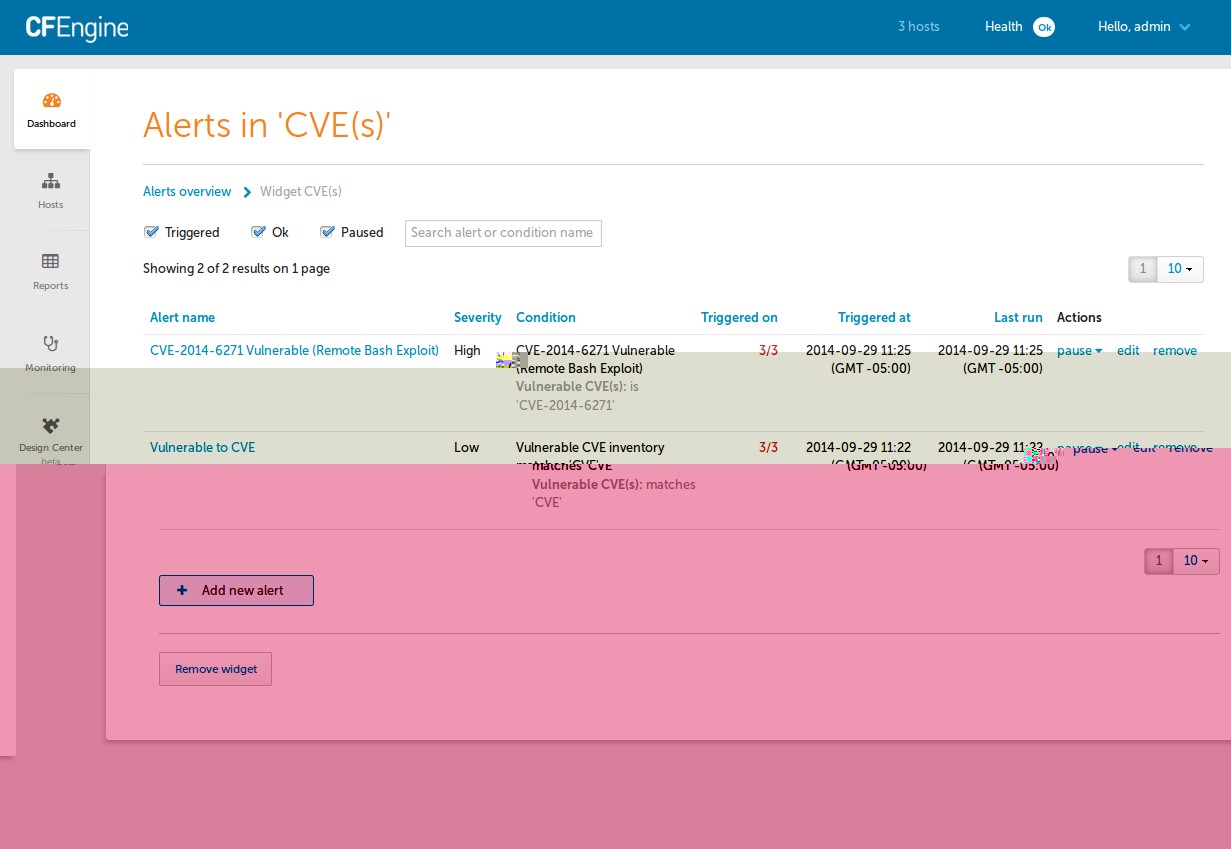 CFEngine
3 hosts
Health Ok
Hello, admin
Dashboard
Hosts
Reports
Monitoring
Design Center
beta
Alerts in 'CVE(s)'
Alerts overview Widget CVE(s)
Triggered Ok Paused Search alert or condition name
Showing 2 of 2 results on 1 page
1 10
Alert name Severity Condition Triggered on Triggered at Last run Actions
CVE-2014-6271 Vulnerable (Remote Bash Exploit) High CVE-2014-6271 Vulnerable 3/3 2014-09-29 11:25 2014-09-29 11:25 pause edit remove
(Remote Bash Exploit) (GMT -05:00) (GMT -05:00)
Vulnerable CVE(s): is
'CVE-2014-6271'
Vulnerable to CVE Low Vulnerable CVE inventory 3/3 2014-09-29 11:22 2014-09-29 11:22 pause edit remove
matches 'CVE' (GMT -05:00) (GMT -05:00)
Vulnerable CVE(s): matches
'CVE'
1 10
Add new alert
Remove widget